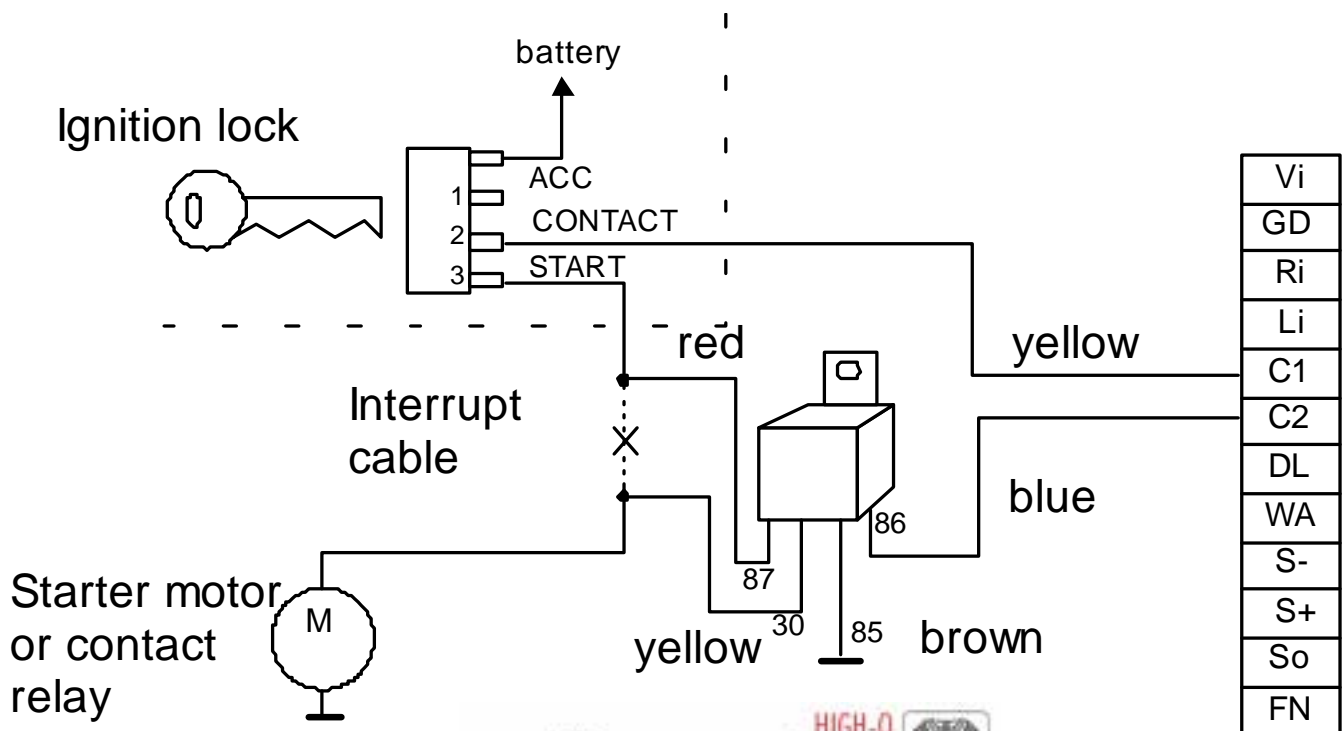 battery
Ignition lock
1
ACC
2
CONTACT
3
START
red
yellow
Interrupt
cable
blue
86
87
30
85
yellow
brown
Starter motor
or contact
relay
M
Vi
GD
Ri
Li
C1
C2
DL
WA
S-
S+
So
FN
HIGH-Q